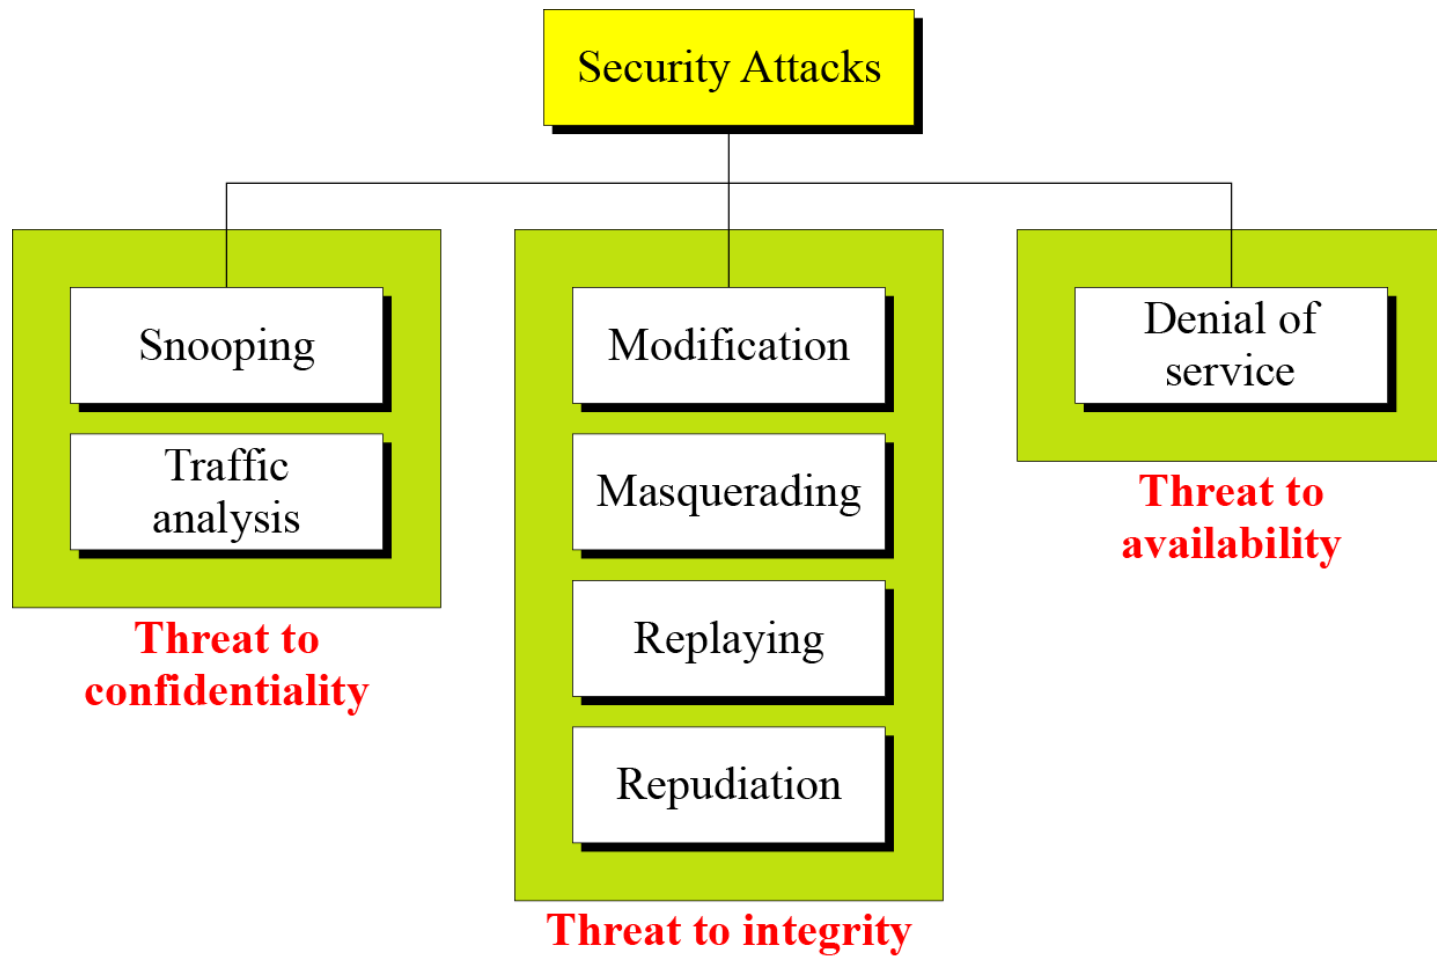 Security Attacks
Snooping
Traffic
analysis
Threat to
confidentiality
Modification
Masquerading
Replaying
Repudiation
Threat to integrity
Denial of
service
Threat to
availability